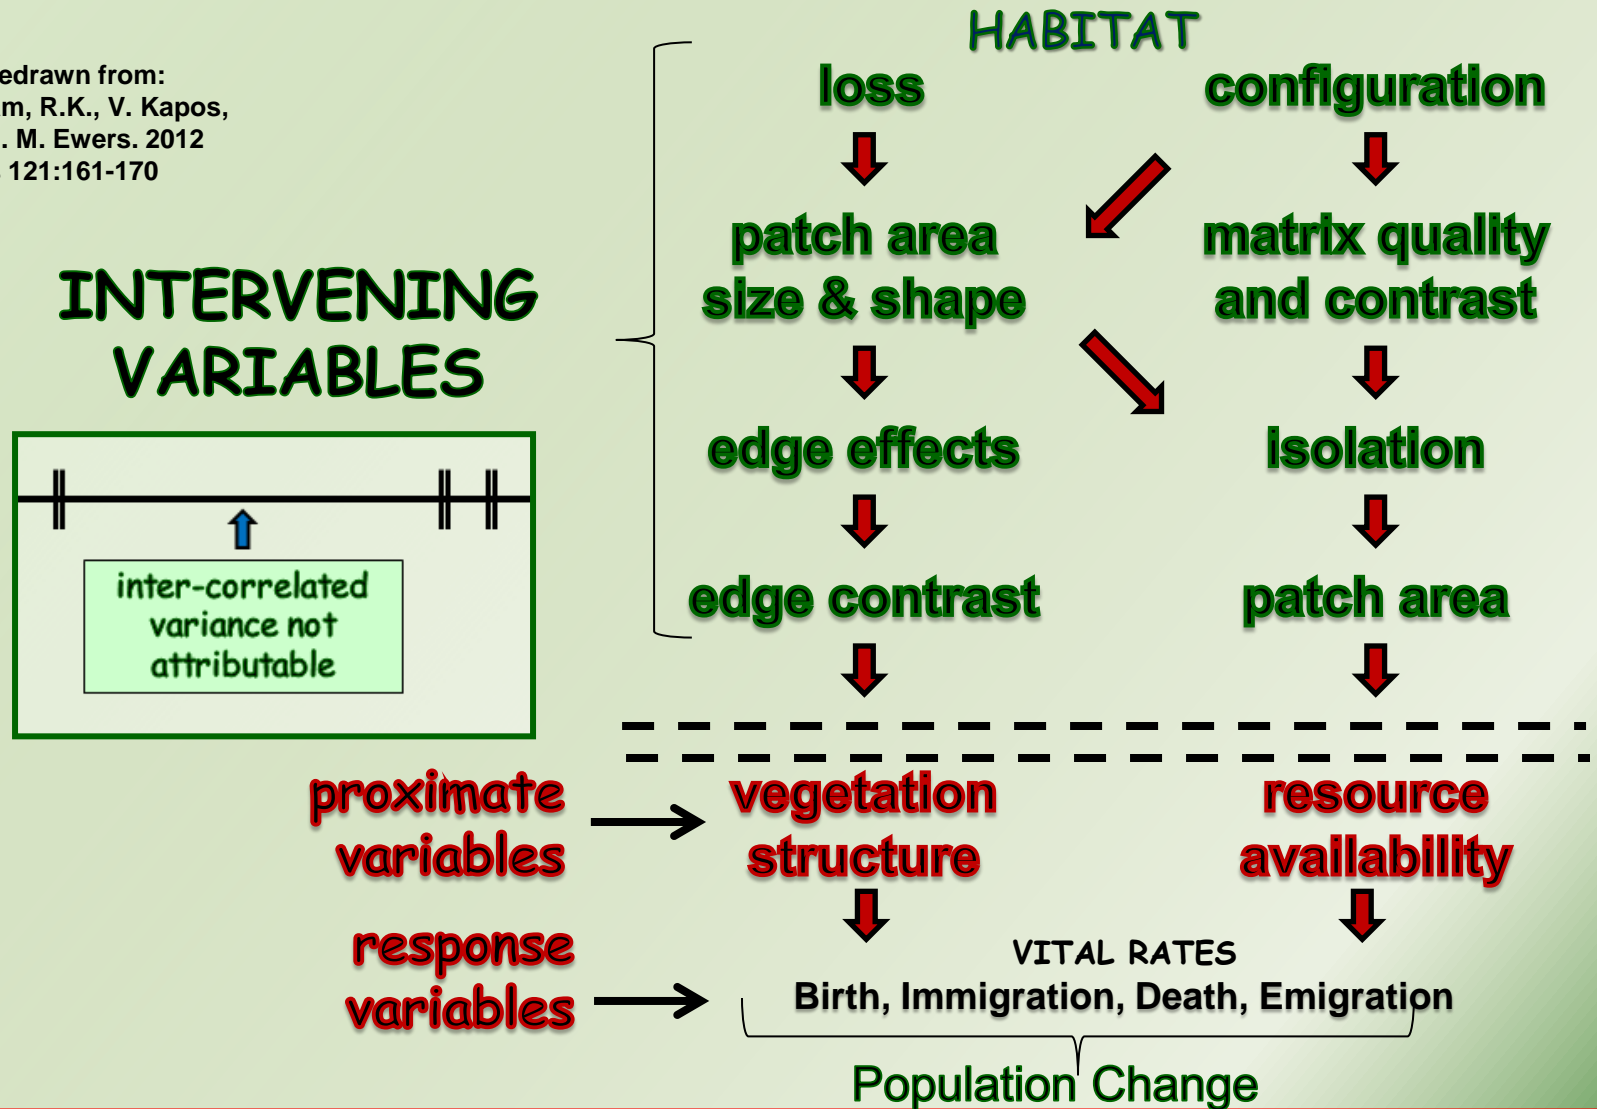 HABITAT
edrawn from:
am, R.K., V. Kapos,
. M. Ewers. 2012
121:161-170
loss
configuration
patch area
size & shape
matrix quality
and contrast
INTERVENING
VARIABLES
edge effects
isolation
inter-correlated
variance not
attributable
edge contrast
patch area
proximate
variables
vegetation
structure
resource
availability
response
variables
VITAL RATES
Birth, Immigration, Death, Emigration
Population Change